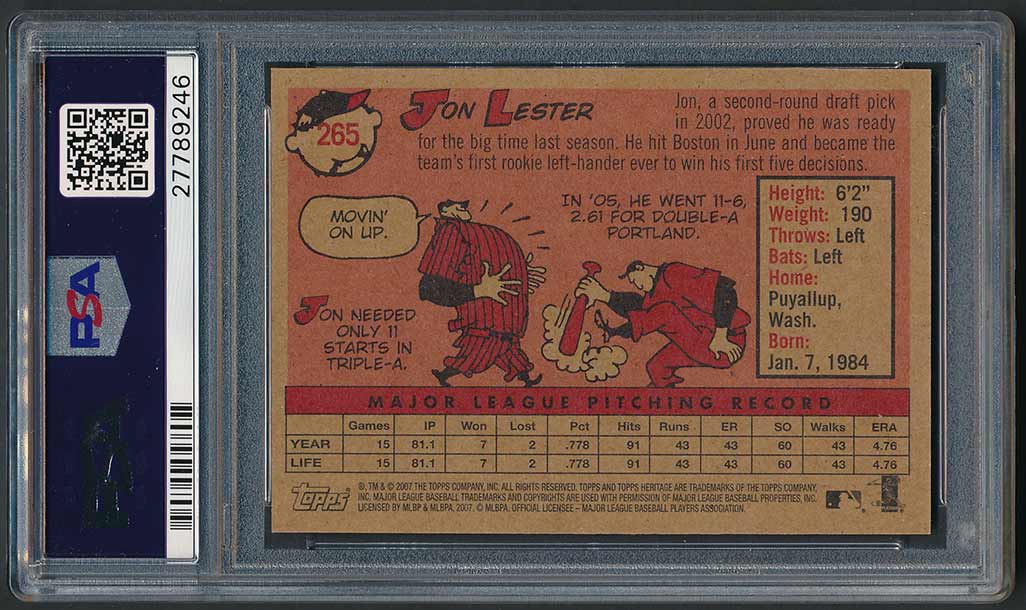 27789246
PSA
265
JON LESTER
Jon, a second-round draft pick
in 2002, proved he was ready
for the big time last season. He hit Boston in June and became the
team's first rookie left-hander ever to win his first five decisions.
MOVIN'
ON UP.
IN '05, HE WENT 11-6,
2.61 FOR DOUBLE-A
PORTLAND.
JON NEEDED
ONLY 11
STARTS IN
TRIPLE-A.
Height: 6'2"
Weight: 190
Throws: Left
Bats: Left
Home:
Puyallup,
Wash.
Born:
Jan. 7, 1984
MAJOR LEAGUE PITCHING RECORD
Games IP Won Lost Pct Hits Runs ER SO Walks ERA
YEAR 15 81.1 7 2 .778 91 43 43 60 43 4.76
LIFE 15 81.1 7 2 .778 91 43 43 60 43 4.76
Topps
®, TM & © 2007 THE TOPPS COMPANY, INC. ALL RIGHTS RESERVED. TOPPS AND TOPPS HERITAGE ARE TRADEMARKS OF THE TOPPS COMPANY,
INC. MAJOR LEAGUE BASEBALL TRADEMARKS AND COPYRIGHTS ARE USED WITH PERMISSION OF MAJOR LEAGUE BASEBALL PROPERTIES, INC.
LICENSED BY MLBP & MLBPA, 2007. © MLBPA. OFFICIAL LICENSEE – MAJOR LEAGUE BASEBALL PLAYERS ASSOCIATION.